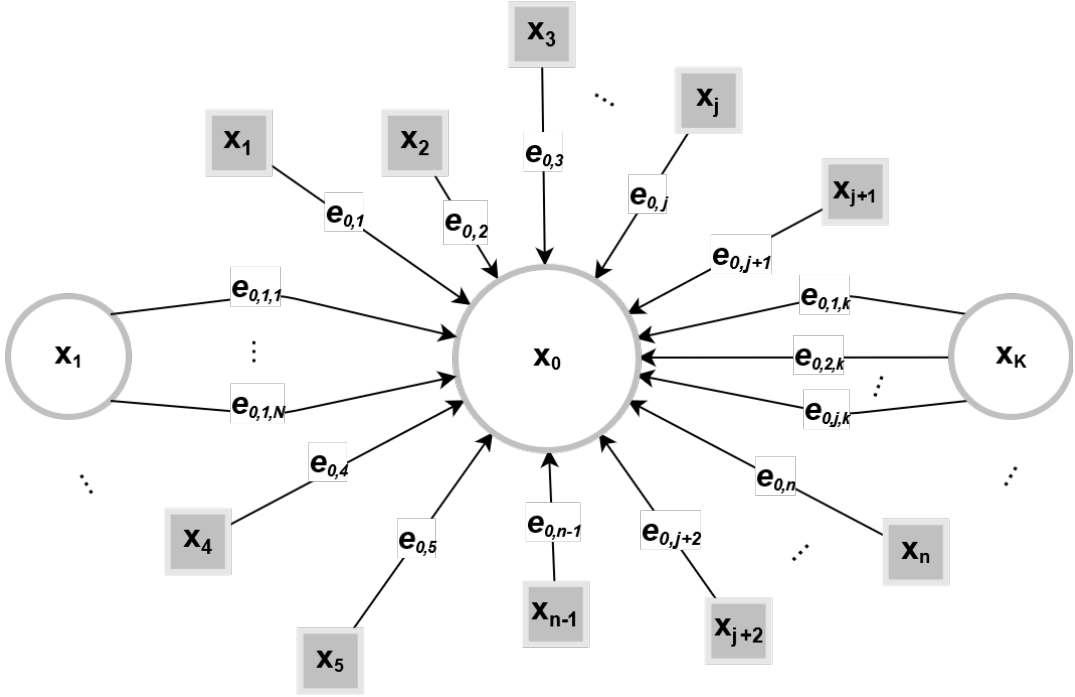 x3
xj
x1
x2
e0,3
xj+1
e0,j
e0,1
e0,2
e0,j+1
e0,1,1
e0,1,k
x1
x0
e0,2,k
xK
e0,1,N
e0,j,k
e0,4
e0,n
e0,5
e0,n-1
e0,j+2
x4
xn
xn-1
xj+2
x5